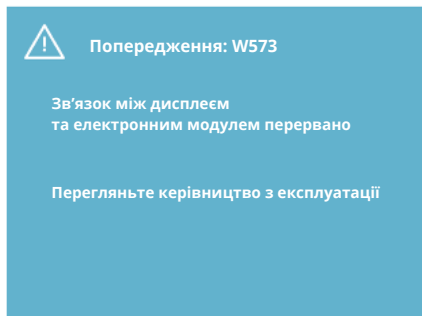 Попередження: W573
Зв’язок між дисплеєм
та електронним модулем перервано
Перегляньте керівництво з експлуатації